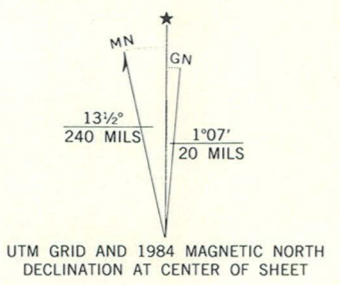 MN
GN
13½°
240 MILS
1°07'
20 MILS
UTM GRID AND 1984 MAGNETIC NORTH
DECLINATION AT CENTER OF SHEET